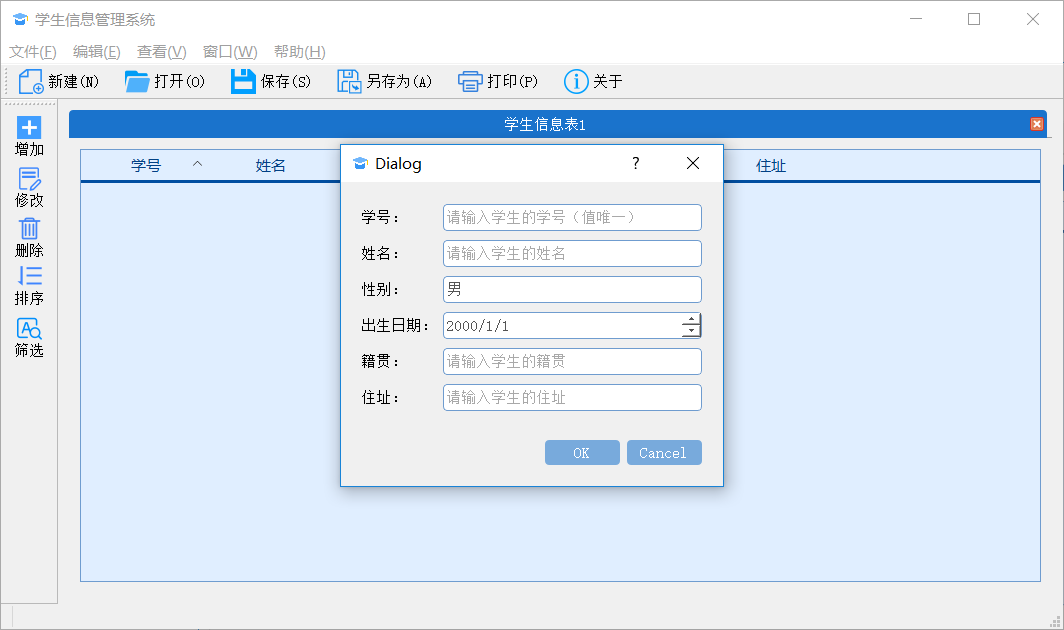 学生信息管理系统
文件(F) 编辑(E) 查看(V) 窗口(W) 帮助(H)
新建(N) 打开(O) 保存(S) 另存为(A) 打印(P) 关于
增加
修改
删除
排序
筛选
学生信息表1
学号 姓名 住址
Dialog ?
学号： 请输入学生的学号（值唯一）
姓名： 请输入学生的姓名
性别： 男
出生日期： 2000/1/1
籍贯： 请输入学生的籍贯
住址： 请输入学生的住址
OK Cancel